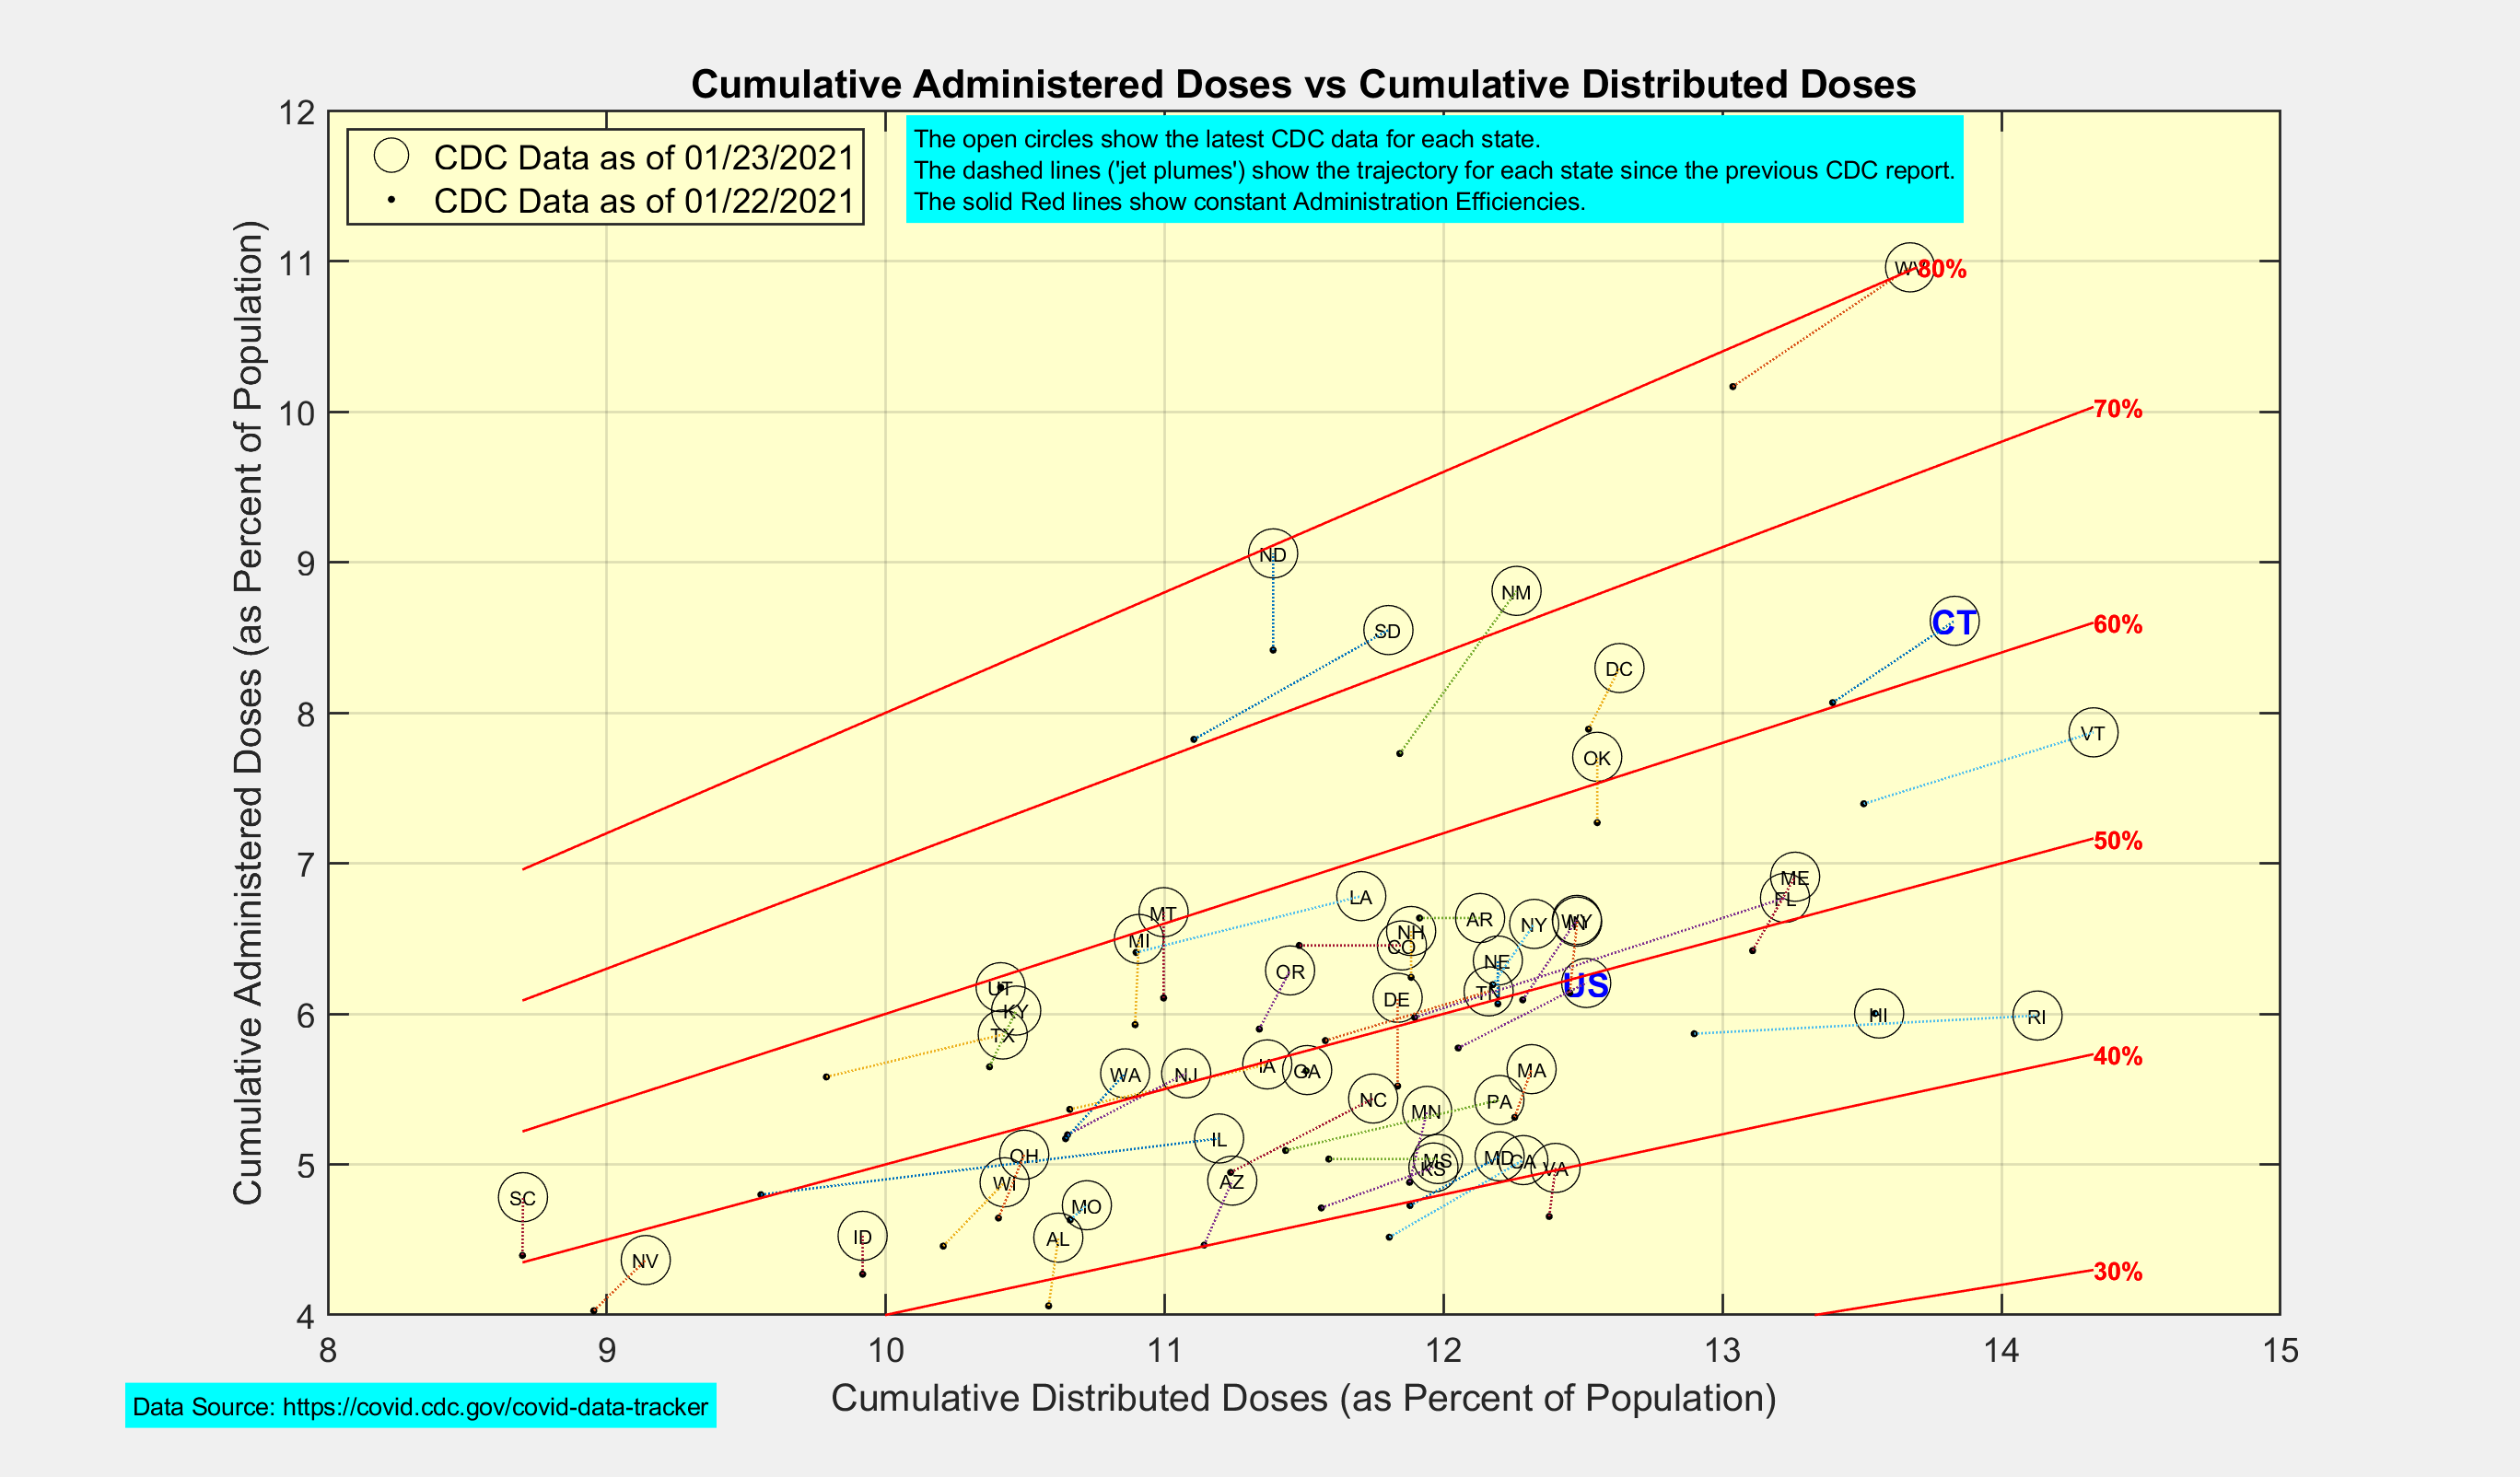 Cumulative Administered Doses vs Cumulative Distributed Doses
CDC Data as of 01/23/2021
CDC Data as of 01/22/2021
The open circles show the latest CDC data for each state.
The dashed lines ('jet plumes') show the trajectory for each state since the previous CDC report.
The solid Red lines show constant Administration Efficiencies.
Cumulative Administered Doses (as Percent of Population)
12
11
10
9
8
7
6
5
4
WV
80%
70%
ND
NM
SD
CT
60%
DC
VT
OK
50%
ME
FL
LA
MT
AR
NY
WY
NH
MI
CO
NE
OR
UT
US
TN
DE
KY
HI
RI
TX
40%
IA
GA
MA
WA
NJ
NC
PA
MN
IL
OH
MS
MD
CA
VA
KS
WI
AZ
SC
MO
AL
ID
NV
30%
8
9
10
11
12
13
14
15
Cumulative Distributed Doses (as Percent of Population)
Data Source: https://covid.cdc.gov/covid-data-tracker